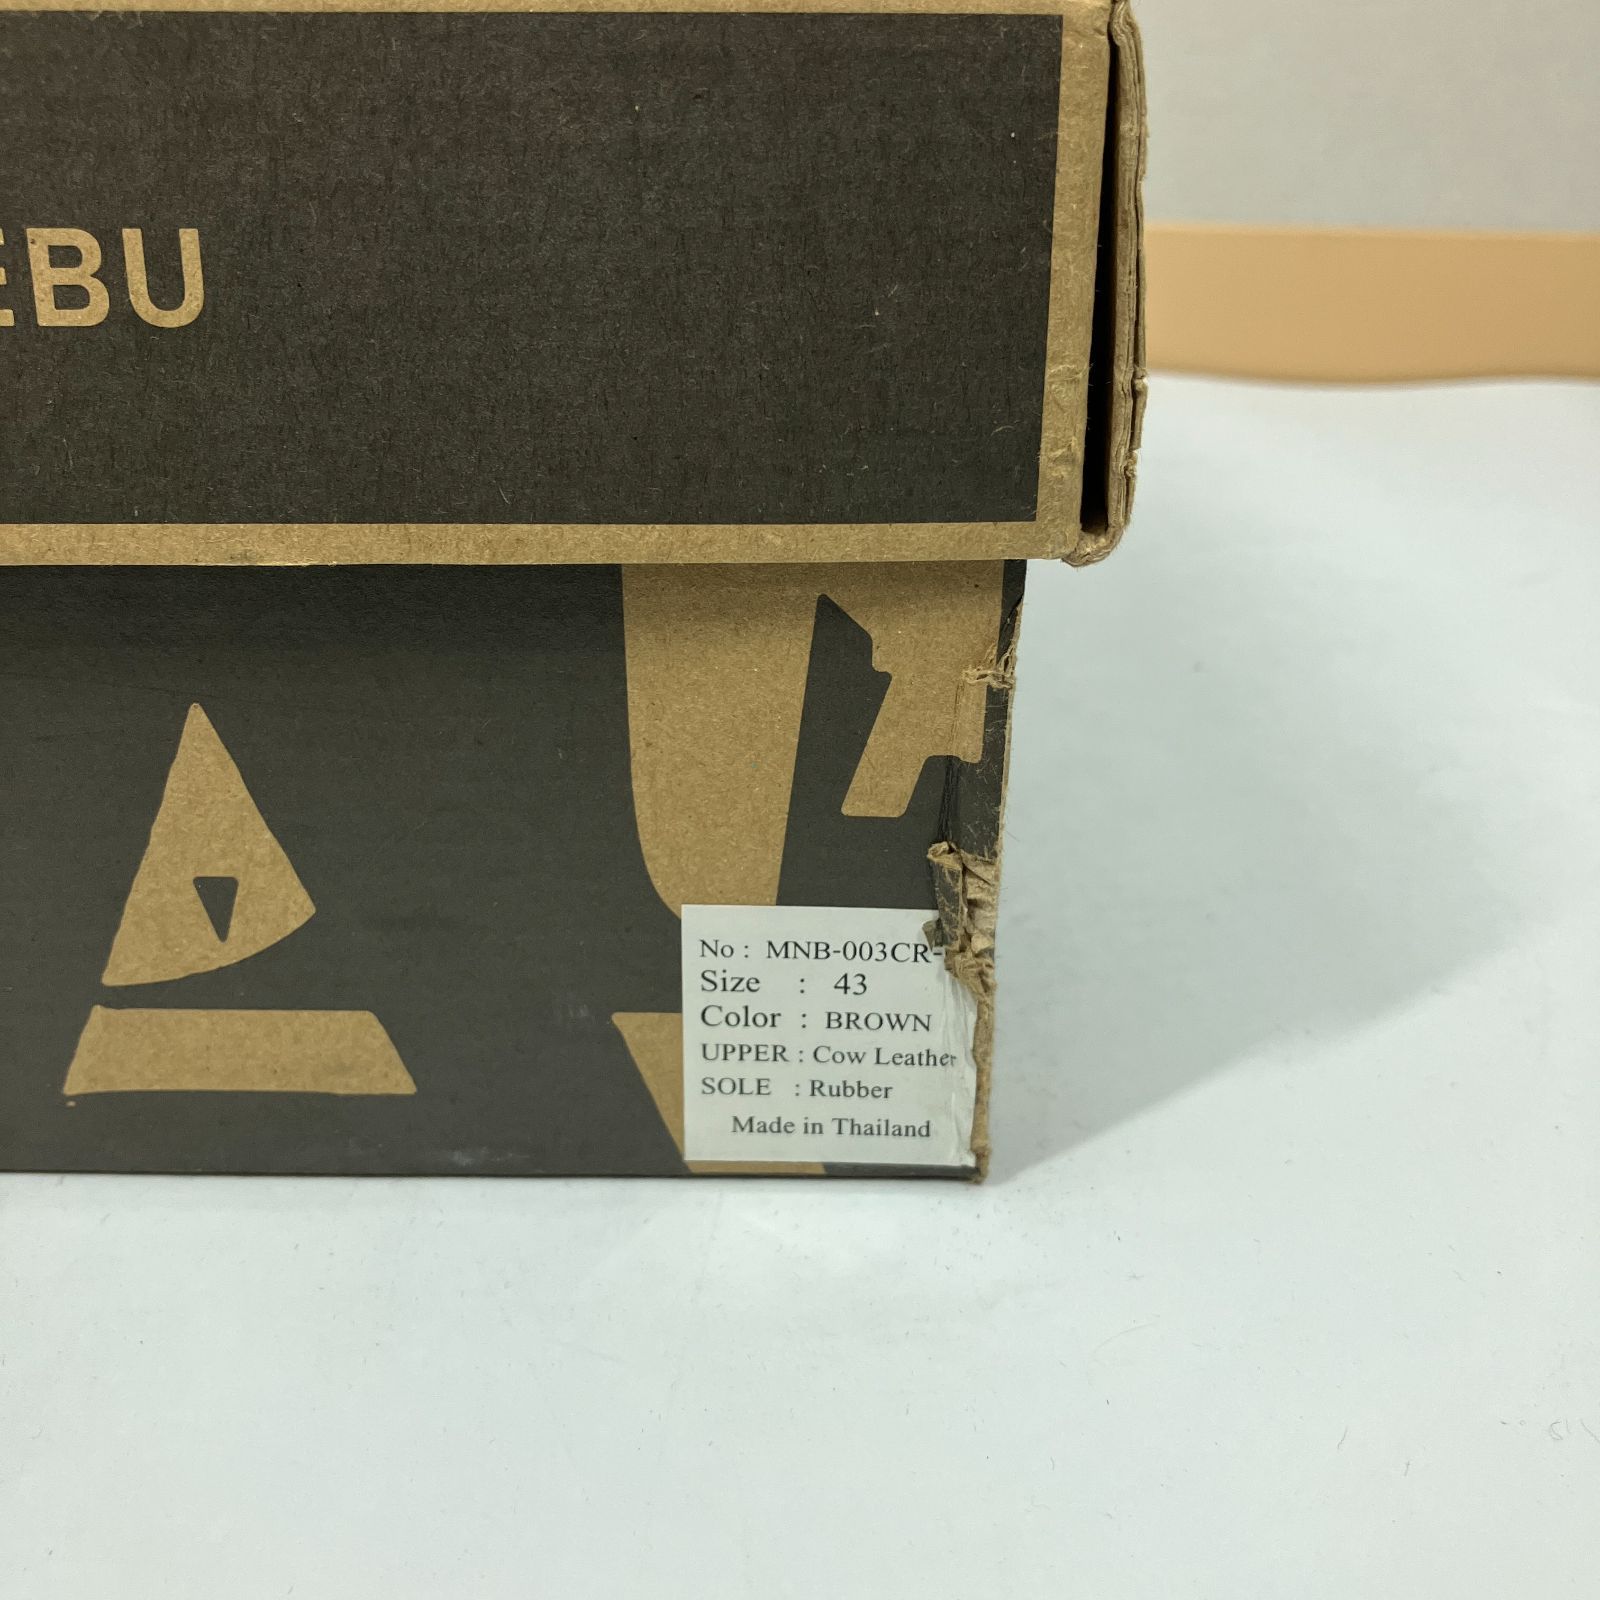 EBU
No : MNB-003CR-
Size : 43
Color : BROWN
UPPER : Cow Leather
SOLE : Rubber
Made in Thailand